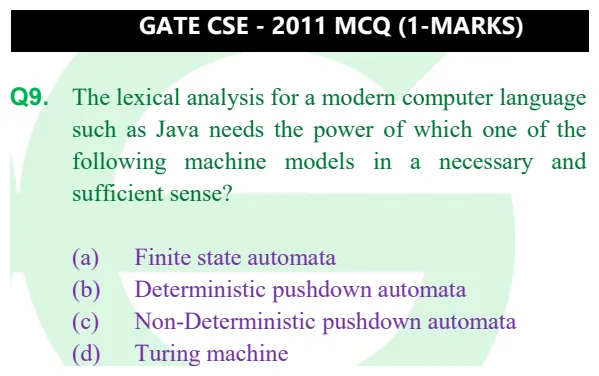 GATE CSE - 2011 MCQ (1-MARKS)
Q9. The lexical analysis for a modern computer language
such as Java needs the power of which one of the
following machine models in a necessary and
sufficient sense?
(a) Finite state automata
(b) Deterministic pushdown automata
(c) Non-Deterministic pushdown automata
(d) Turing machine